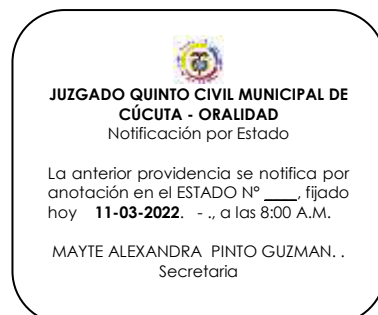 JUZGADO QUINTO CIVIL MUNICIPAL DE
CÚCUTA - ORALIDAD
Notificación por Estado
La anterior providencia se notifica por
anotación en el ESTADO Nº ____, fijado
hoy 11-03-2022. - ., a las 8:00 A.M.
MAYTE ALEXANDRA PINTO GUZMAN. .
Secretaria